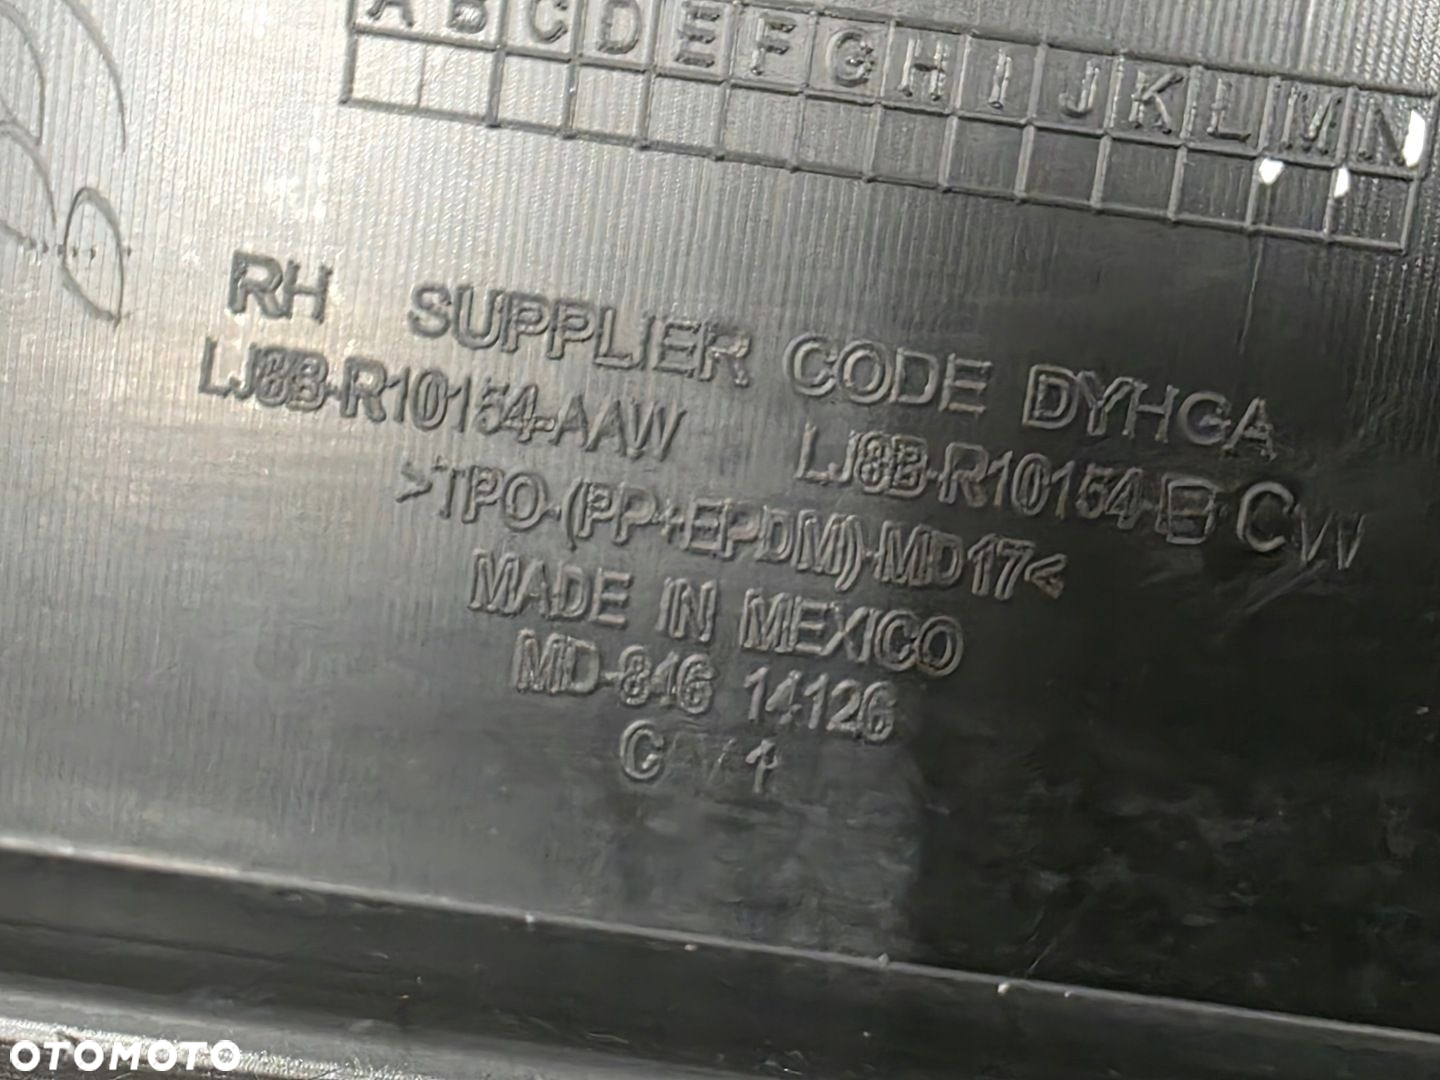 A B C D E F G H I J K L M N
RH SUPPLIER CODE DYHGA
LJ8B-R10154-AAW LJ8B-R10154-B CW
>TPO-(PP+EPDM)-MD17<
MADE IN MEXICO
MD-846 14126
OTOMOTO